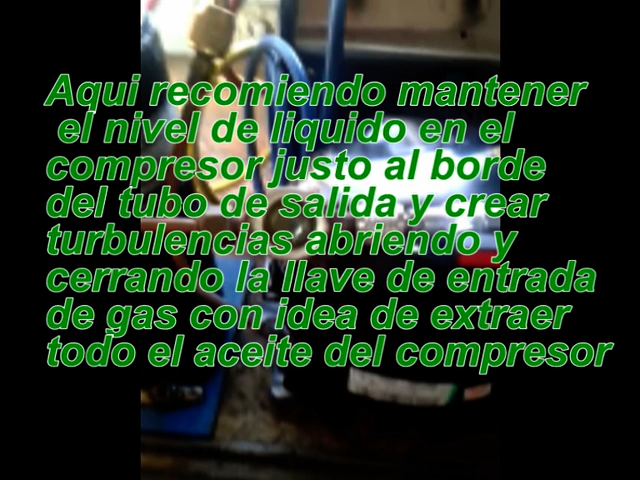 Aqui recomiendo mantener
el nivel de liquido en el
compresor justo al borde
del tubo de salida y crear
turbulencias abriendo y
cerrando la llave de entrada
de gas con idea de extraer
todo el aceite del compresor